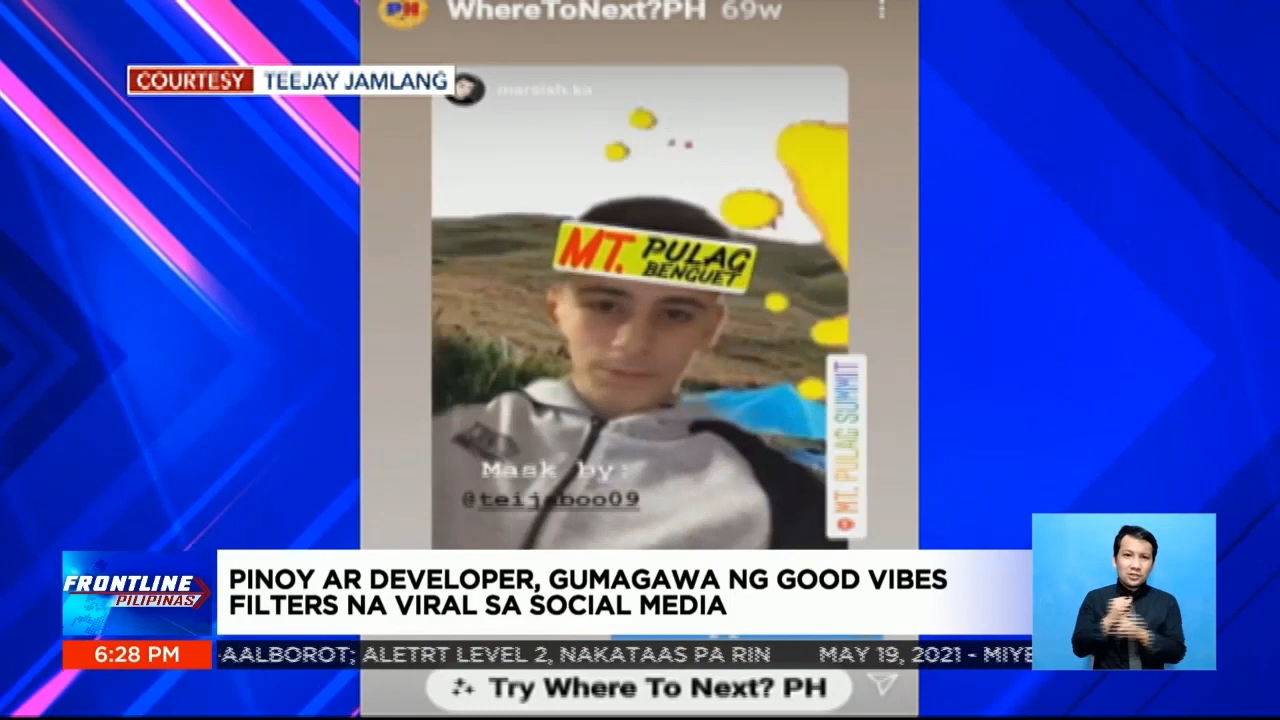 WhereToNext?PH 69w
COURTESY TEEJAY JAMLANG
marsish.ka
MT. PULAG
BENGUET
MT. PULAG SUMMIT
Mask by:
@teijaboo09
FRONTLINE
PILIPINAS
PINOY AR DEVELOPER, GUMAGAWA NG GOOD VIBES
FILTERS NA VIRAL SA SOCIAL MEDIA
6:28 PM
AALBOROT; ALETRT LEVEL 2, NAKATAAS PA RIN MAY 19, 2021 - MIYE
Try Where To Next? PH